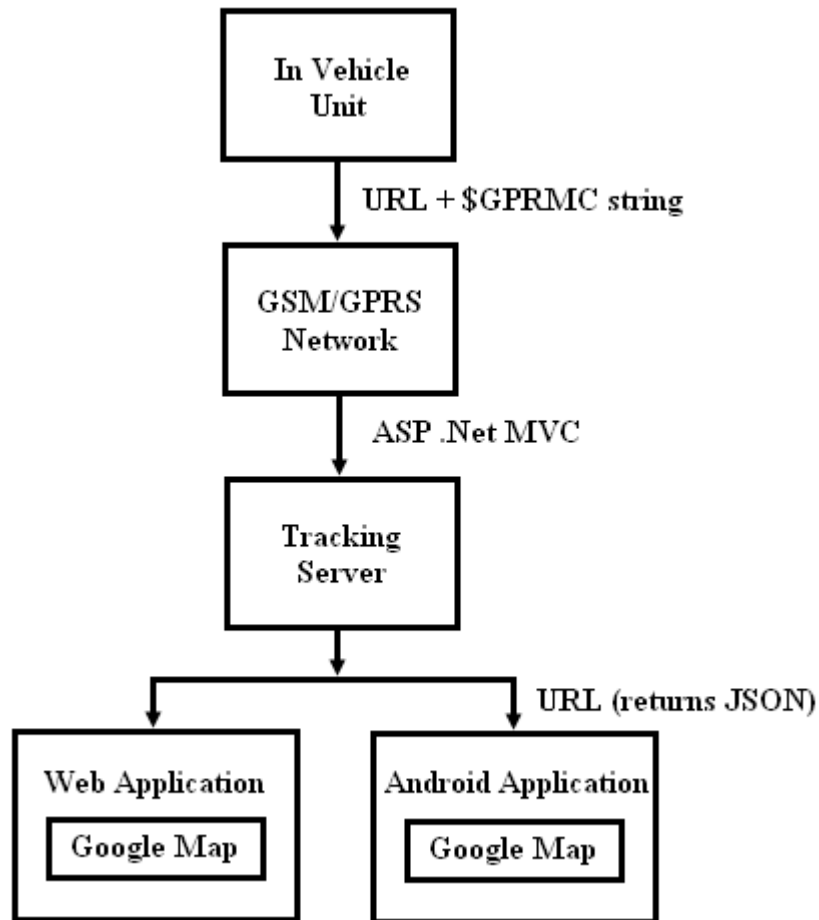 In Vehicle
Unit
URL + $GPRMC string
GSM/GPRS
Network
ASP .Net MVC
Tracking
Server
URL (returns JSON)
Web Application
Google Map
Android Application
Google Map